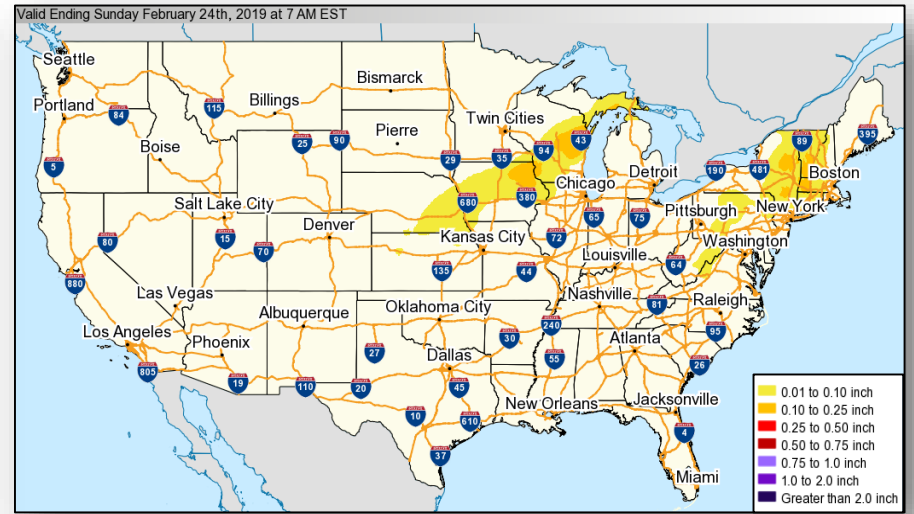 Valid Ending Sunday February 24th, 2019 at 7 AM EST
Seattle
Bismarck
Portland
84
115
Billings
Twin Cities
43
89
395
Pierre
25
90
94
5
Boise
29
35
190
481
Boston
Chicago
Detroit
680
380
Salt Lake City
65
75
Pittsburgh
New York
Denver
80
15
70
Kansas City
72
Washington
Louisville
64
880
135
44
Las Vegas
Nashville
81
Raleigh
Albuquerque
Oklahoma City
Los Angeles
Phoenix
240
95
30
Atlanta
27
Dallas
55
26
805
19
110
20
45
New Orleans
Jacksonville
10
610
4
37
Miami
0.01 to 0.10 inch
0.10 to 0.25 inch
0.25 to 0.50 inch
0.50 to 0.75 inch
0.75 to 1.0 inch
1.0 to 2.0 inch
Greater than 2.0 inch